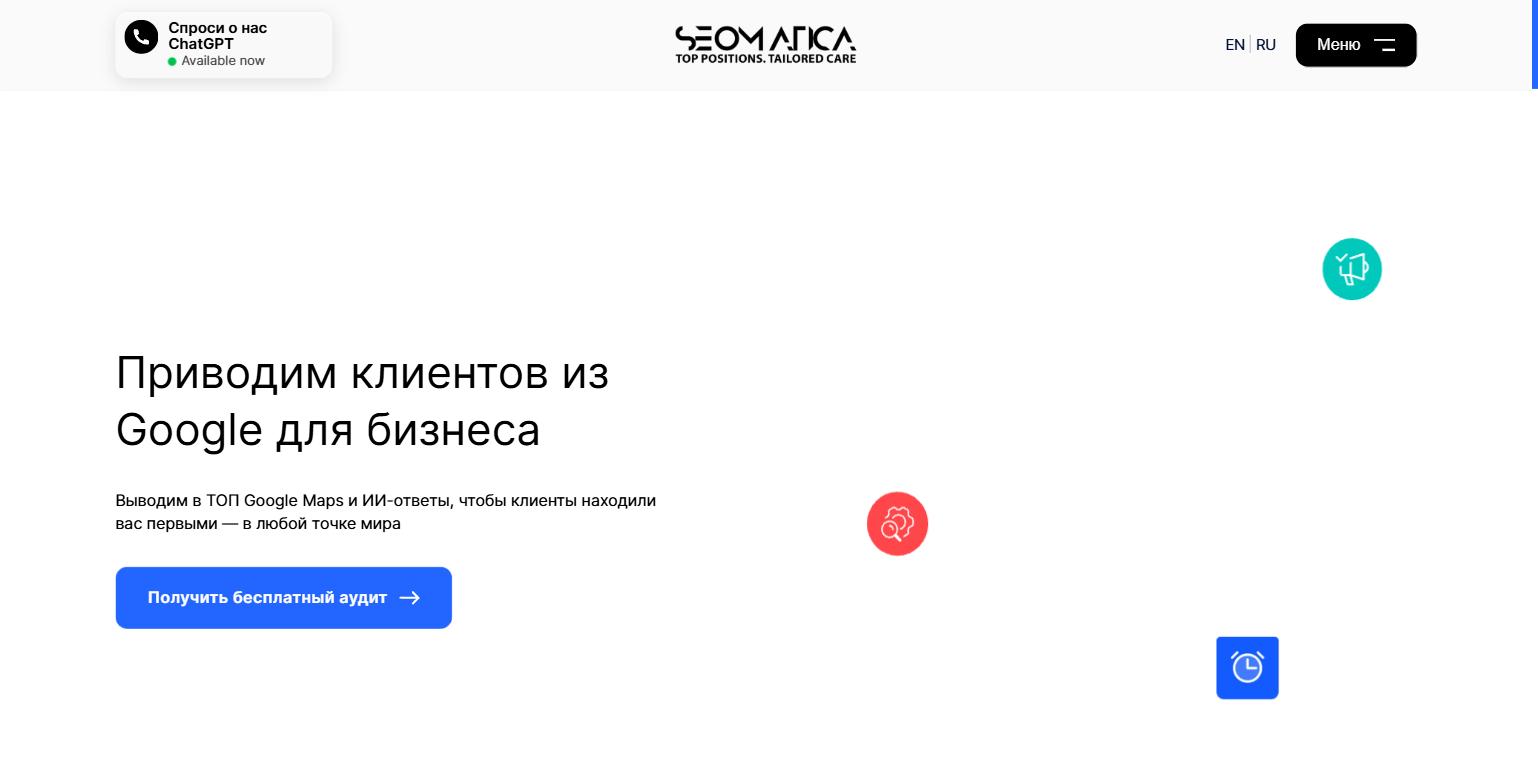 Спроси о нас
ChatGPT
Available now
SEOMATICA
TOP POSITIONS. TAILORED CARE
EN RU
Меню
Приводим клиентов из
Google для бизнеса
Выводим в ТОП Google Maps и ИИ-ответы, чтобы клиенты находили
вас первыми — в любой точке мира
Получить бесплатный аудит